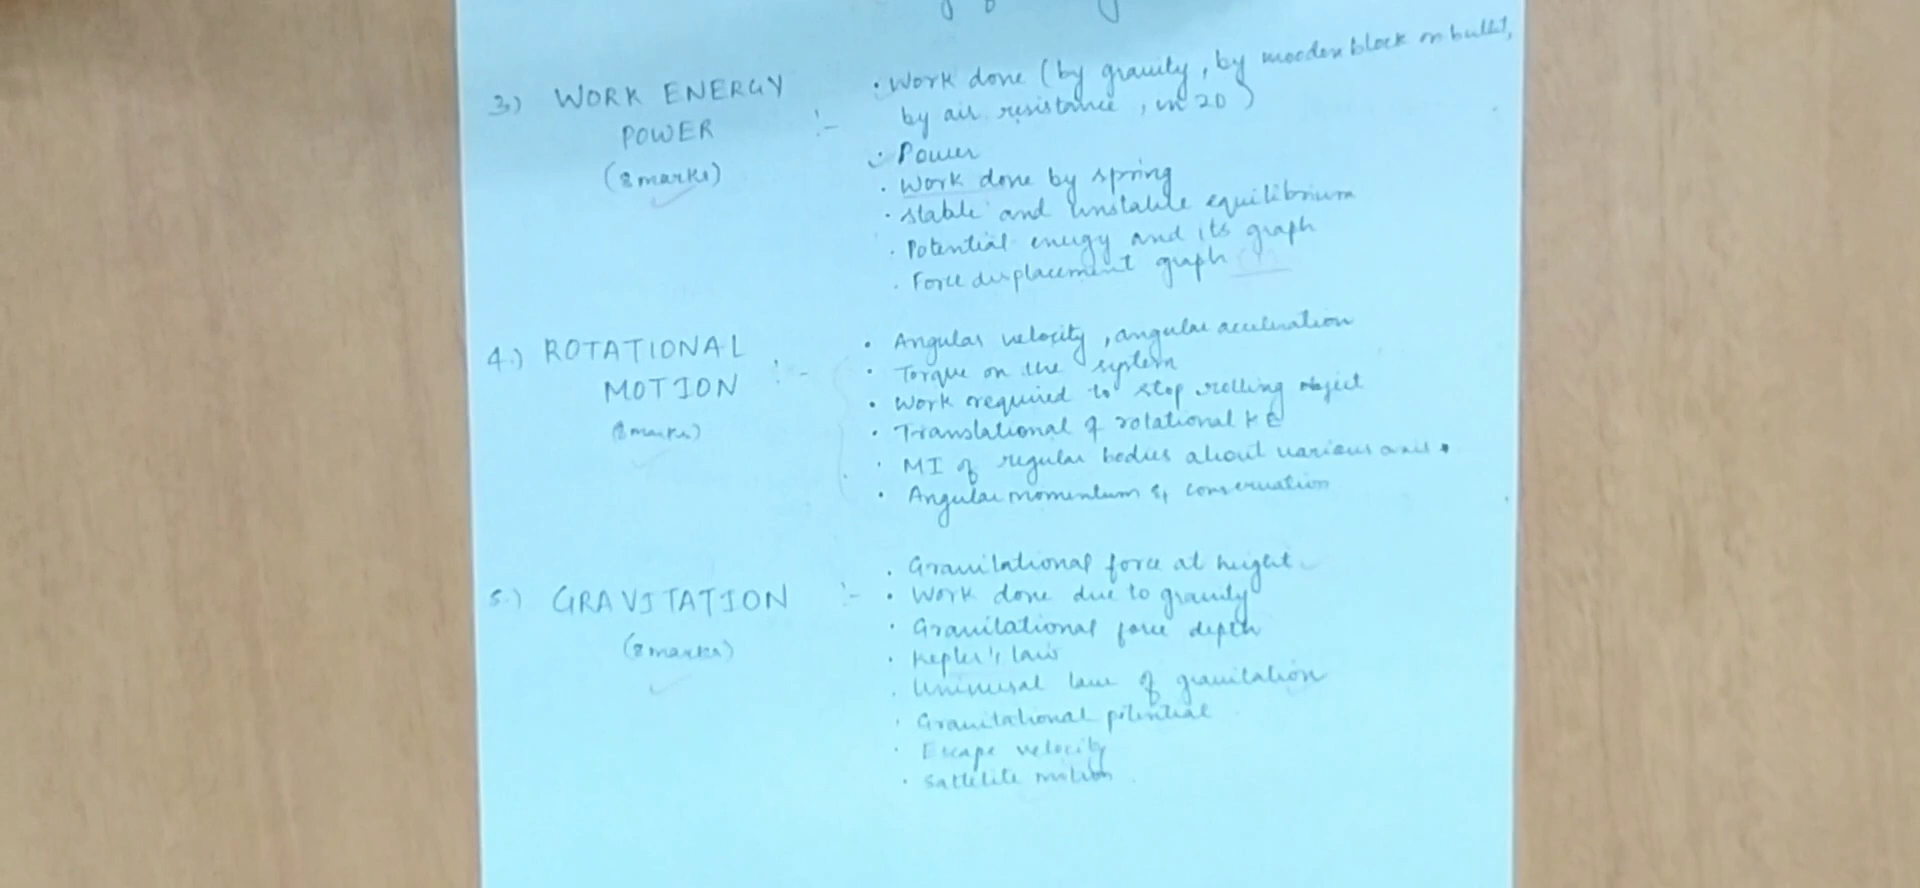 3.) WORK ENERGY POWER (8 marks) :-
• Work done (by gravity, by wooden block on bullet,
by air resistance, in 2D)
• Power
• Work done by spring
• Stable and Unstable equilibrium
• Potential energy and its graph
• Force displacement graph
4.) ROTATIONAL MOTION (8 marks) :-
• Angular velocity, angular acceleration
• Torque on the system
• Work required to stop rolling object
• Translational & rotational KE
• MI of regular bodies about various axis •
• Angular momentum & conservation
5.) GRAVITATION (8 marks) :-
• Gravitational force at height
• Work done due to gravity
• Gravitational force depth
• Kepler's law
• Universal law of gravitation
• Gravitational potential
• Escape velocity
• Sattelite motion